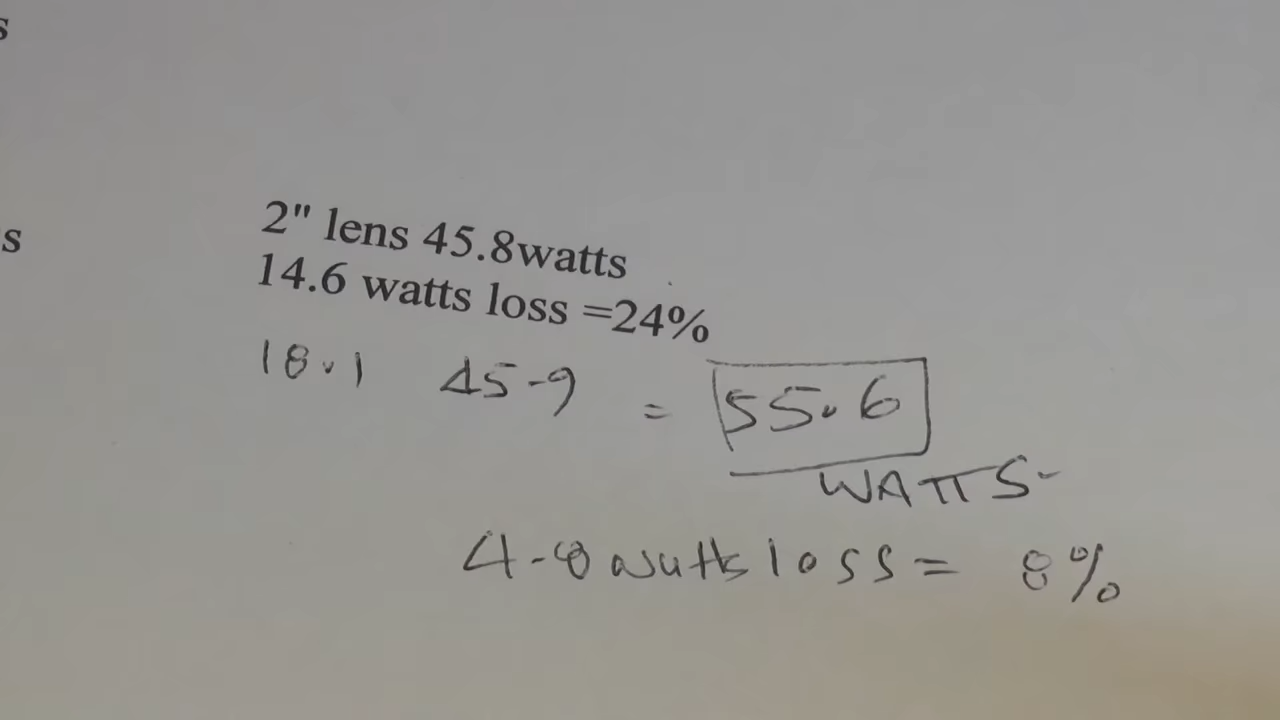 s
s
2" lens 45.8watts
14.6 watts loss =24%
18.1 45-9 = 55.6
WATTS-
4-8 watts loss = 8%